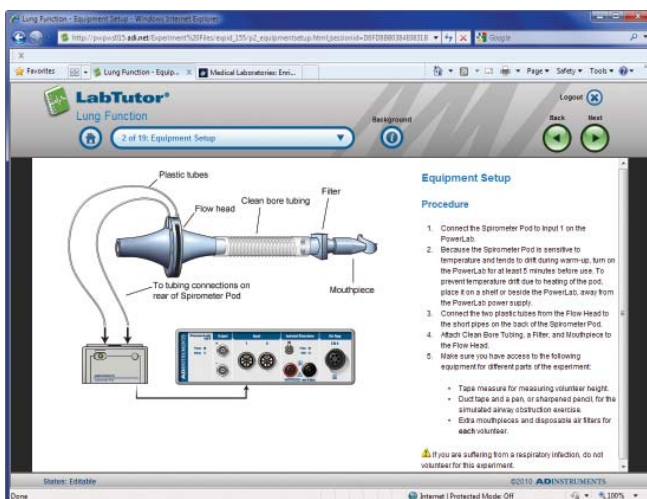 Lung Function - Equipment Setup - Windows Internet Explorer
Google
Favorites
Lung Function - Equip...
Medical Laboratories: Enri...
Page
Safety
Tools
LabTutor®
Lung Function
Logout
2 of 19: Equipment Setup
Background
Back
Next
Plastic tubes
Flow head
Clean bore tubing
Filter
To tubing connections on
rear of Spirometer Pod
Mouthpiece
ADINSTRUMENTS
Equipment Setup
Procedure
1. Connect the Spirometer Pod to Input 1 on the
PowerLab.
2. Because the Spirometer Pod is sensitive to
temperature and tends to drift during warm-up, turn on
the PowerLab for at least 5 minutes before use. To
prevent temperature drift due to heating of the pod,
place it on a shelf or beside the PowerLab, away from
the PowerLab power supply.
3. Connect the two plastic tubes from the Flow Head to
the short pipes on the back of the Spirometer Pod.
4. Attach Clean Bore Tubing, a Filter, and Mouthpiece to
the Flow Head.
5. Make sure you have access to the following
equipment for different parts of the experiment:
• Tape measure for measuring volunteer height.
• Duct tape and a pen, or sharpened pencil, for the
simulated airway obstruction exercise.
• Extra mouthpieces and disposable air filters for
each volunteer.
If you are suffering from a respiratory infection, do not
volunteer for this experiment.
Status: Editable
©2010 ADINSTRUMENTS
Done
Internet | Protected Mode: Off
100%